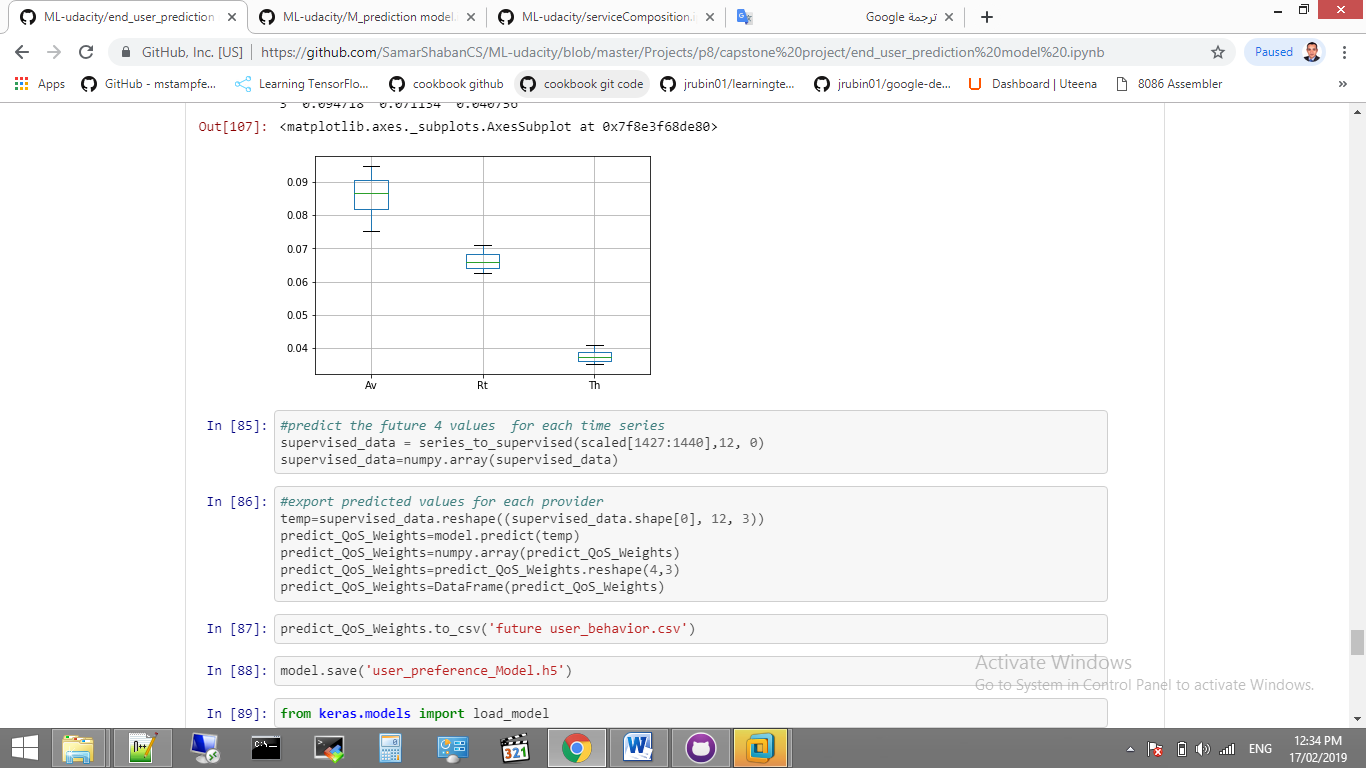 ML-udacity/end_user_prediction
ML-udacity/M_prediction model.
ML-udacity/serviceComposition.i
ترجمة Google
GitHub, Inc. [US] | https://github.com/SamarShabanCS/ML-udacity/blob/master/Projects/p8/capstone%20project/end_user_prediction%20model%20.ipynb
Paused
Apps
GitHub - mstampfe...
Learning TensorFlo...
cookbook github
cookbook git code
jrubin01/learningte...
jrubin01/google-de...
Dashboard | Uteena
8086 Assembler
»
3 0.094718 0.071134 0.040756
Out[107]: <matplotlib.axes._subplots.AxesSubplot at 0x7f8e3f68de80>
0.09
0.08
0.07
0.06
0.05
0.04
Av Rt Th
In [85]: #predict the future 4 values  for each time series
supervised_data = series_to_supervised(scaled[1427:1440],12, 0)
supervised_data=numpy.array(supervised_data)
In [86]: #export predicted values for each provider
temp=supervised_data.reshape((supervised_data.shape[0], 12, 3))
predict_QoS_Weights=model.predict(temp)
predict_QoS_Weights=numpy.array(predict_QoS_Weights)
predict_QoS_Weights=predict_QoS_Weights.reshape(4,3)
predict_QoS_Weights=DataFrame(predict_QoS_Weights)
In [87]: predict_QoS_Weights.to_csv('future user_behavior.csv')
In [88]: model.save('user_preference_Model.h5')
In [89]: from keras.models import load_model
Activate Windows
Go to System in Control Panel to activate Windows.
321
ENG
12:34 PM
17/02/2019